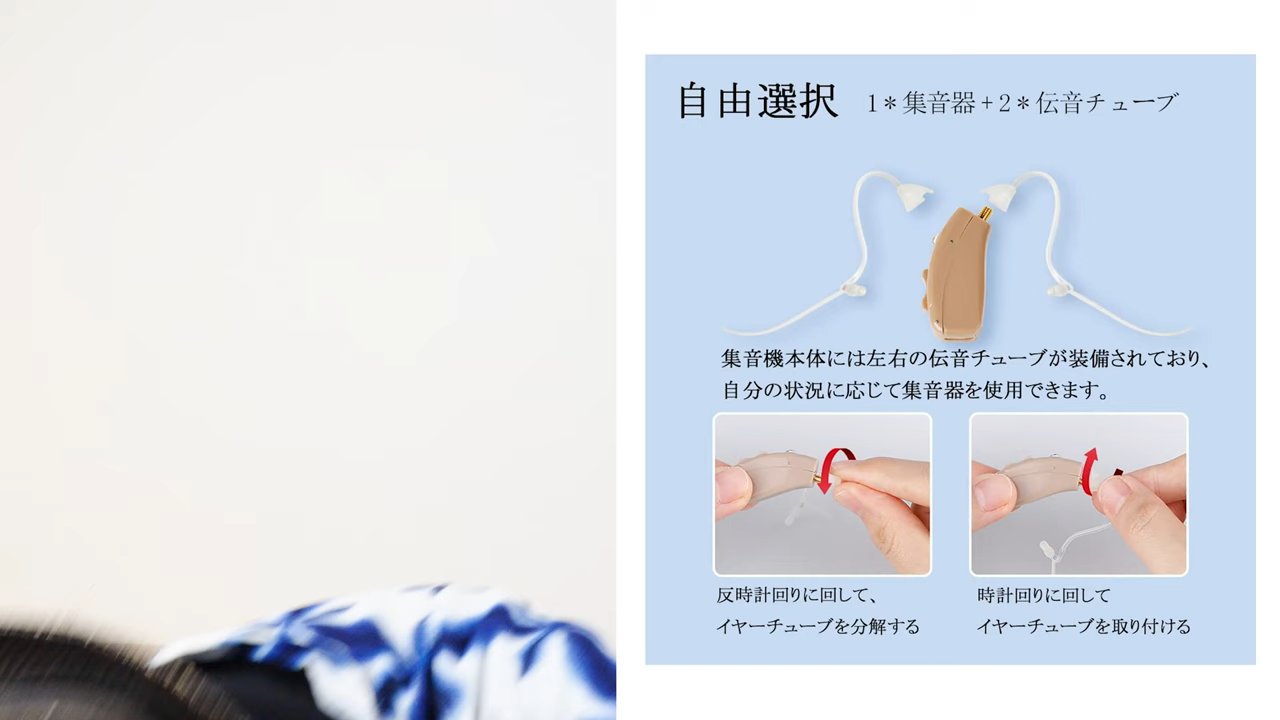 自由選択 1*集音器+2*伝音チューブ
集音機本体には左右の伝音チューブが装備されており、
自分の状況に応じて集音器を使用できます。
反時計回りに回して、
イヤーチューブを分解する
時計回りに回して
イヤーチューブを取り付ける